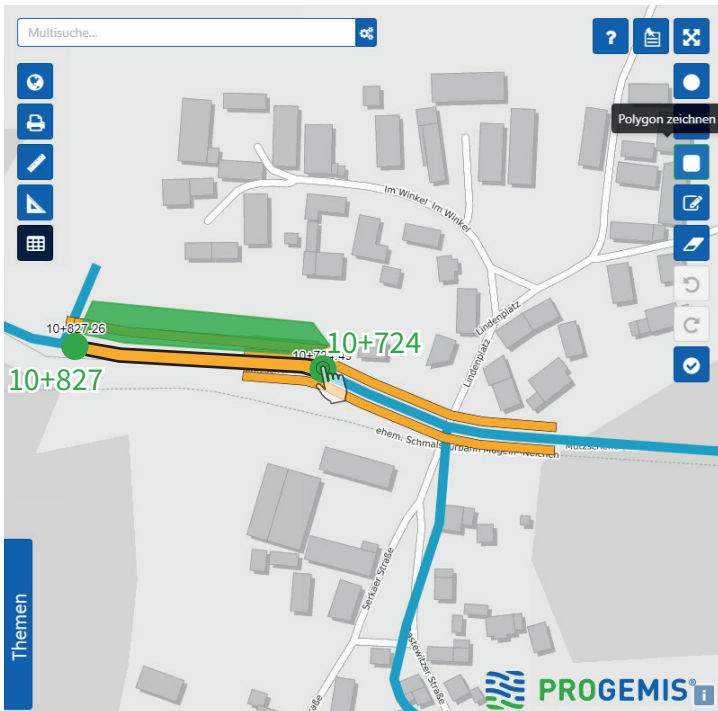 Multisuche...
?
Polygon zeichnen
Im Winkel
Im Winkel
Lindenplatz
Lindenplatz
10+827.26
10+724
10+827
ehem. Schmalspurbahn Mügeln - Neichen
Serkaer Straße
Themen
PROGEMIS®
i